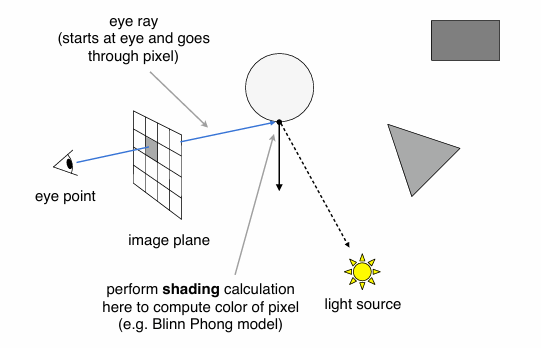 eye ray
(starts at eye and goes
through pixel)
eye point
image plane
perform shading calculation
here to compute color of pixel
(e.g. Blinn Phong model)
light source